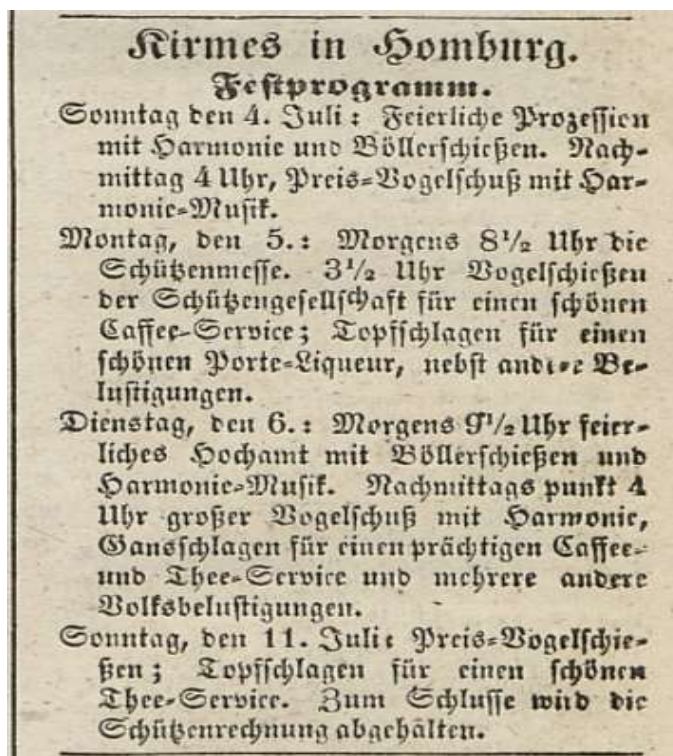 Kirmes in Homburg.
Festprogramm.
Sonntag den 4. Juli: Feierliche Prozession
mit Harmonie und Böllerschießen. Nach-
mittag 4 Uhr, Preis-Vogelschuß mit Har-
monie-Musik.
Montag, den 5.: Morgens 8½ Uhr die
Schützenmesse. 3½ Uhr Vogelschießen
der Schützengesellschaft für einen schönen
Caffee-Service; Topfschlagen für einen
schönen Porte-Liqueur, nebst andere Be-
lustigungen.
Dienstag, den 6.: Morgens 9½ Uhr feier-
liches Hochamt mit Böllerschießen und
Harmonie-Musik. Nachmittags punkt 4
Uhr großer Vogelschuß mit Harmonie,
Gansschlagen für einen prächtigen Caffee-
und Thee-Service und mehrere andere
Volksbelustigungen.
Sonntag, den 11. Juli: Preis-Vogelschie-
ßen; Topfschlagen für einen schönen
Thee-Service. Zum Schlusse wird die
Schützenrechnung abgehalten.